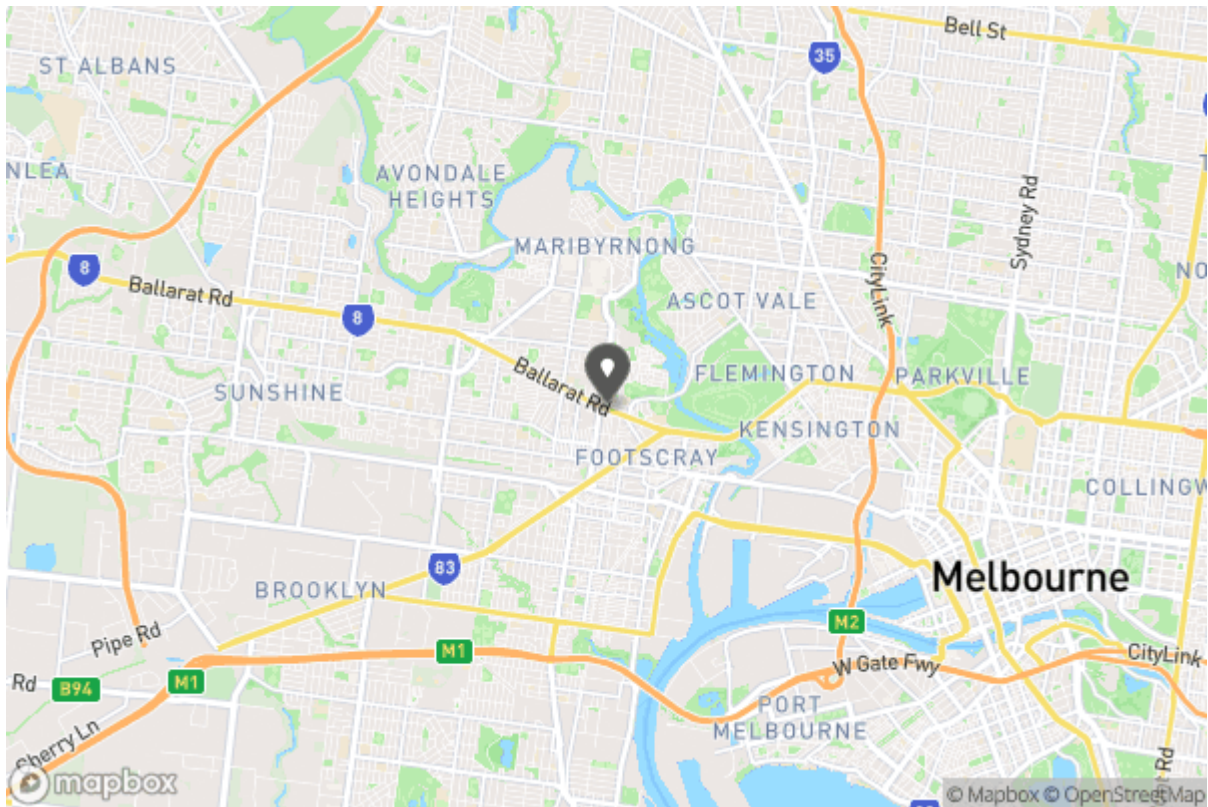 Bell St
35
ST ALBANS
AVONDALE
HEIGHTS
NLEA
Sydney Rd
MARIBYRNONG
NO
8
CityLink
Ballarat Rd
8
ASCOT VALE
Ballarat Rd
FLEMINGTON
PARKVILLE
SUNSHINE
KENSINGTON
FOOTSCRAY
COLLINGW
83
BROOKLYN
Melbourne
M2
Pipe Rd
M1
CityLink
W Gate Fwy
Rd
B94
M1
PORT
MELBOURNE
Cherry Ln
Rd
mapbox
© Mapbox © OpenStreetMap